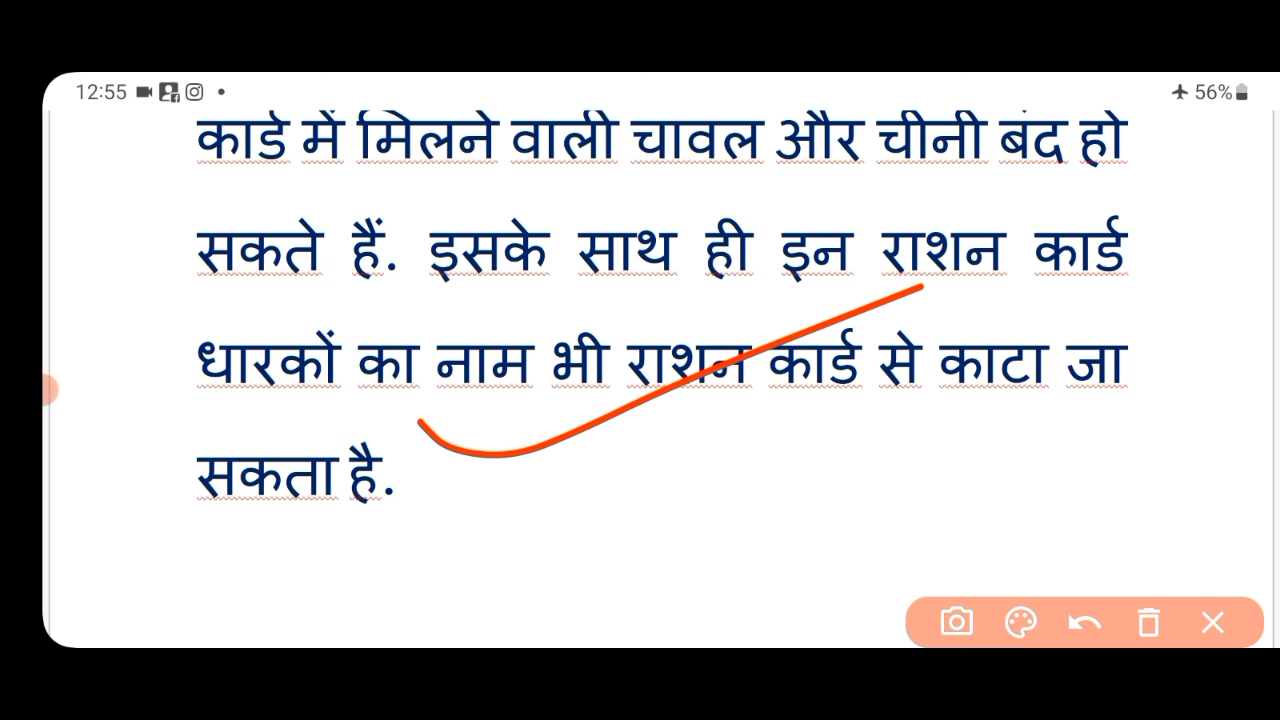 12:55
56%
कार्ड में मिलने वाली चावल और चीनी बंद हो
सकते हैं. इसके साथ ही इन राशन कार्ड
धारकों का नाम भी राशन कार्ड से काटा जा
सकता है.